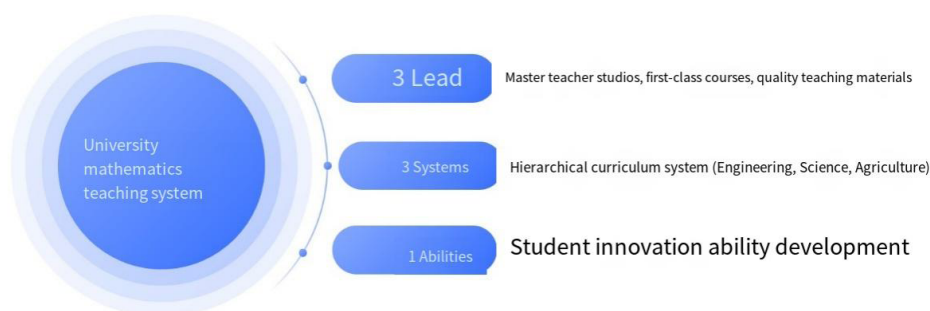 University
mathematics
teaching system
3 Lead
Master teacher studios, first-class courses, quality teaching materials
3 Systems
Hierarchical curriculum system (Engineering, Science, Agriculture)
1 Abilities
Student innovation ability development